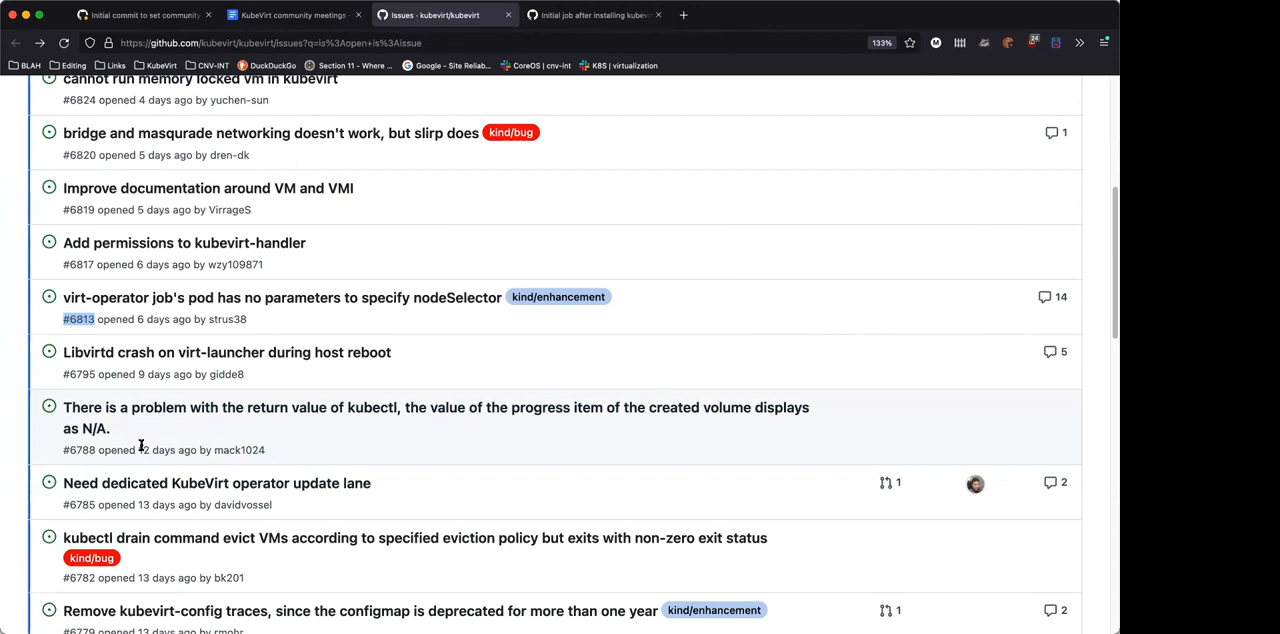 Initial commit to set community
KubeVirt community meetings -
Issues · kubevirt/kubevirt
Initial job after installing kubev
https://github.com/kubevirt/kubevirt/issues?q=is%3Aopen+is%3Aissue
133%
M
24
BLAH
Editing
Links
KubeVirt
CNV-INT
DuckDuckGo
Section 11 - Where ...
Google - Site Reliab...
CoreOS | cnv-int
K8S | virtualization
cannot run memory locked vm in kubevirt
#6824 opened 4 days ago by yuchen-sun
bridge and masqurade networking doesn't work, but slirp does kind/bug
1
#6820 opened 5 days ago by dren-dk
Improve documentation around VM and VMI
#6819 opened 5 days ago by VirrageS
Add permissions to kubevirt-handler
#6817 opened 6 days ago by wzy109871
virt-operator job's pod has no parameters to specify nodeSelector kind/enhancement
14
#6813 opened 6 days ago by strus38
Libvirtd crash on virt-launcher during host reboot
5
#6795 opened 9 days ago by gidde8
There is a problem with the return value of kubectl, the value of the progress item of the created volume displays
as N/A.
#6788 opened 12 days ago by mack1024
Need dedicated KubeVirt operator update lane
1
2
#6785 opened 13 days ago by davidvossel
kubectl drain command evict VMs according to specified eviction policy but exits with non-zero exit status
kind/bug
#6782 opened 13 days ago by bk201
Remove kubevirt-config traces, since the configmap is deprecated for more than one year kind/enhancement
1
2
#6779 opened 13 days ago by rmohr